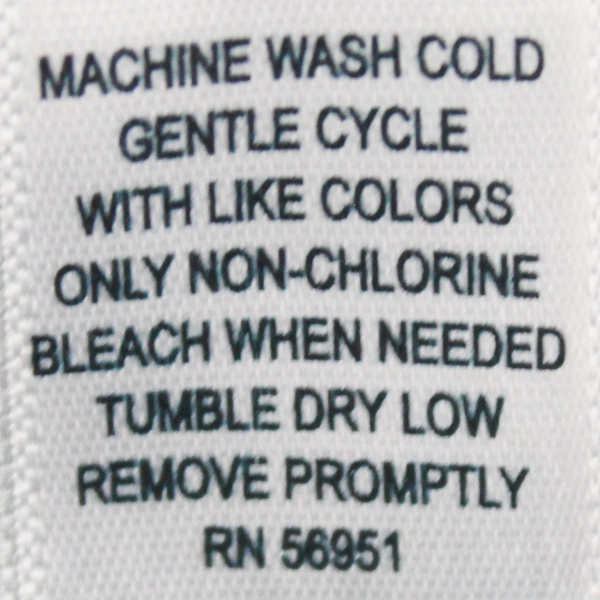 MACHINE WASH COLD
GENTLE CYCLE
WITH LIKE COLORS
ONLY NON-CHLORINE
BLEACH WHEN NEEDED
TUMBLE DRY LOW
REMOVE PROMPTLY
RN 56951